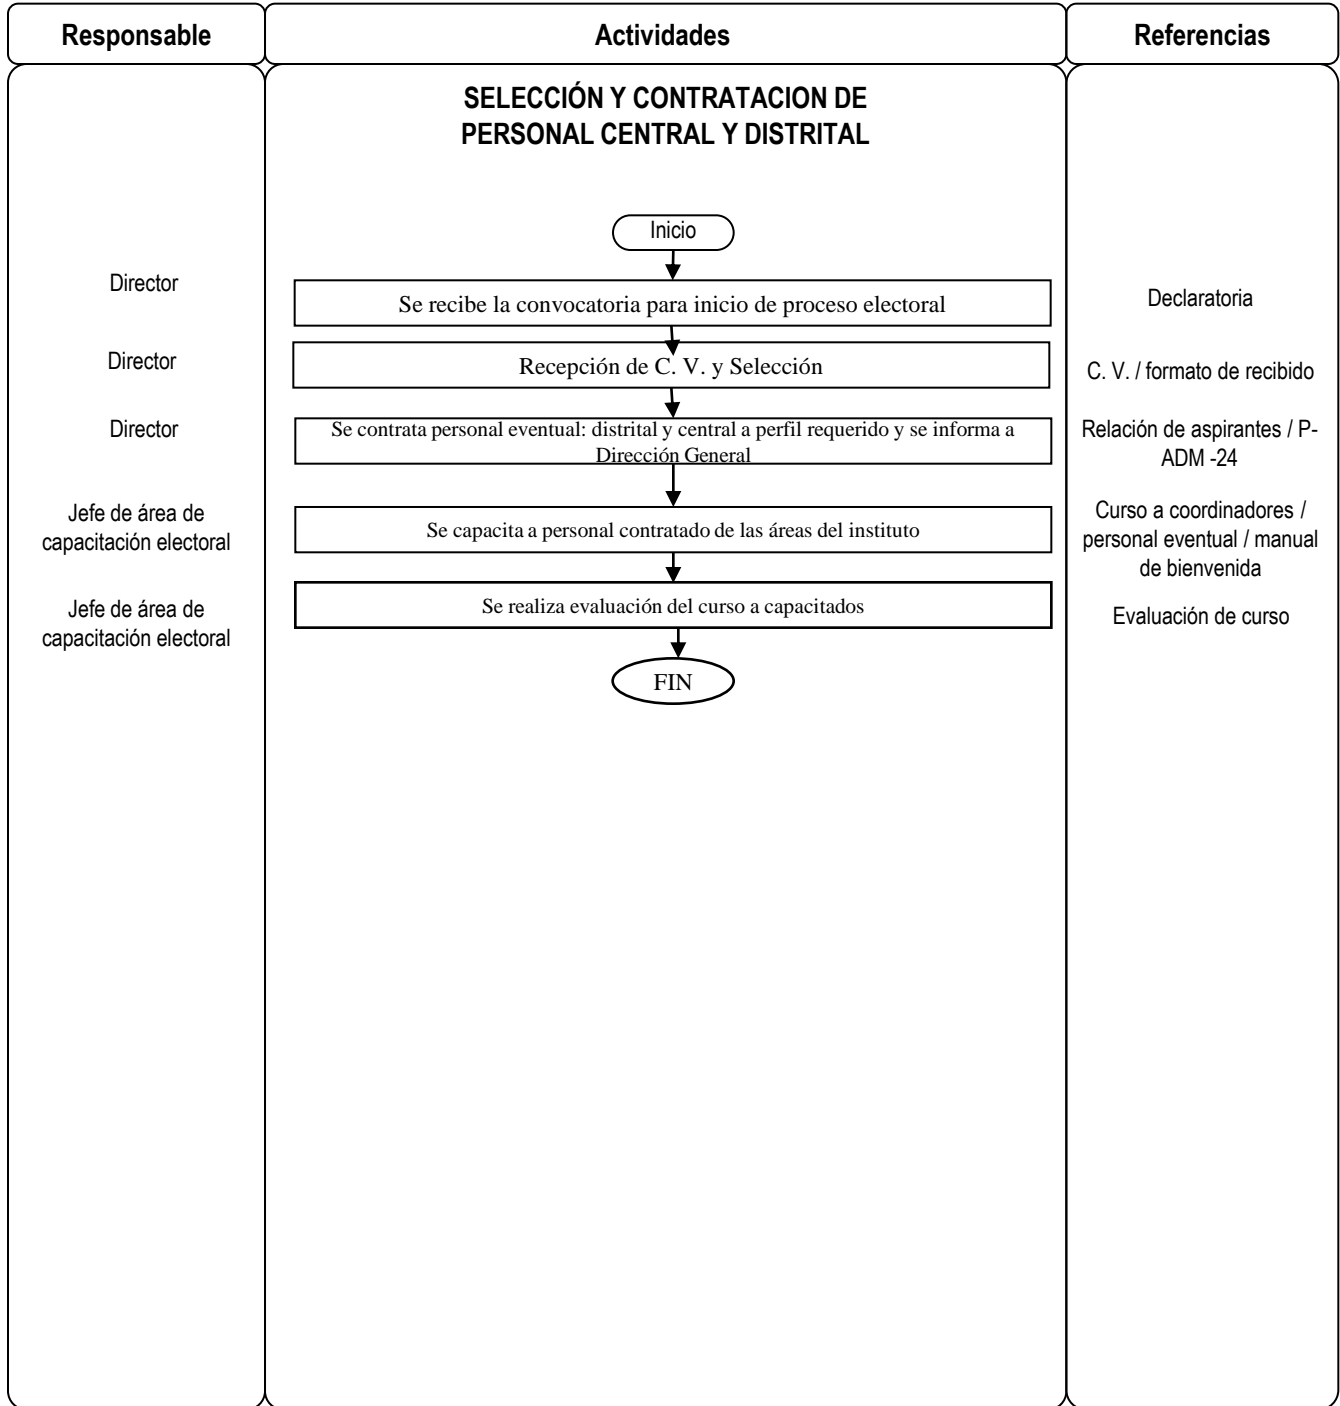 Responsable
Actividades
Referencias
SELECCIÓN Y CONTRATACION DE
PERSONAL CENTRAL Y DISTRITAL
Inicio
Director
Se recibe la convocatoria para inicio de proceso electoral
Declaratoria
Director
Recepción de C. V. y Selección
C. V. / formato de recibido
Director
Se contrata personal eventual: distrital y central a perfil requerido y se informa a
Dirección General
Relación de aspirantes / P-
ADM -24
Jefe de área de
capacitación electoral
Se capacita a personal contratado de las áreas del instituto
Curso a coordinadores /
personal eventual / manual
de bienvenida
Jefe de área de
capacitación electoral
Se realiza evaluación del curso a capacitados
Evaluación de curso
FIN